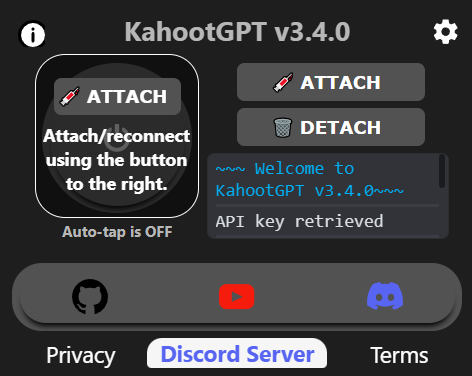 KahootGPT v3.4.0
ATTACH
Attach/reconnect
using the button
to the right.
Auto-tap is OFF
ATTACH
DETACH
~~~ Welcome to
KahootGPT v3.4.0~~~
API key retrieved
Privacy
Discord Server
Terms